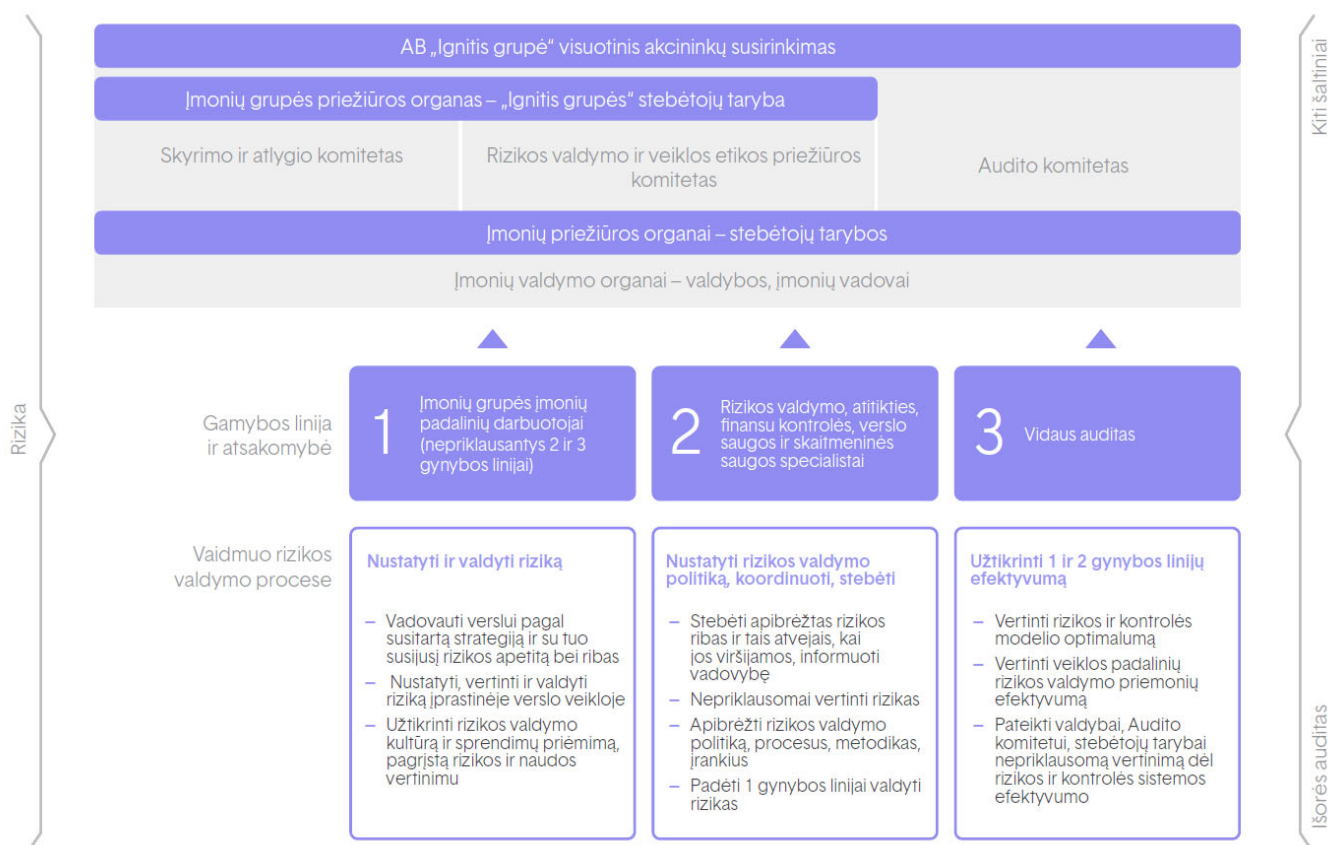 AB „Ignitis grupė“ visuotinis akcininkų susirinkimas
Įmonių grupės priežiūros organas – „Ignitis grupės“ stebėtojų taryba
Skyrimo ir atlygio komitetas
Rizikos valdymo ir veiklos etikos priežiūros
komitetas
Audito komitetas
Įmonių priežiūros organai – stebėtojų tarybos
Įmonių valdymo organai – valdybos, įmonių vadovai
Rizika
Kiti šaltiniai
Išorės auditas
Gamybos linija
ir atsakomybė
1
Įmonių grupės įmonių
padalinių darbuotojai
(nepriklausantys 2 ir 3
gynybos linijai)
2
Rizikos valdymo, atitikties,
finansu kontrolės, verslo
saugos ir skaitmeninės
saugos specialistai
3
Vidaus auditas
Vaidmuo rizikos
valdymo procese
Nustatyti ir valdyti riziką
– Vadovauti verslui pagal
susitartą strategiją ir su tuo
susijusį rizikos apetitą bei ribas
– Nustatyti, vertinti ir valdyti
riziką įprastinėje verslo veikloje
– Užtikrinti rizikos valdymo
kultūrą ir sprendimų priėmimą,
pagrįstą rizikos ir naudos
vertinimu
Nustatyti rizikos valdymo
politiką, koordinuoti, stebėti
– Stebėti apibrėžtas rizikos
ribas ir tais atvejais, kai
jos viršijamos, informuoti
vadovybę
– Nepriklausomai vertinti rizikas
– Apibrėžti rizikos valdymo
politiką, procesus, metodikas,
įrankius
– Padėti 1 gynybos linijai valdyti
rizikas
Užtikrinti 1 ir 2 gynybos linijų
efektyvumą
– Vertinti rizikos ir kontrolės
modelio optimalumą
– Vertinti veiklos padalinių
rizikos valdymo priemonių
efektyvumą
– Pateikti valdybai, Audito
komitetui, stebėtojų tarybai
nepriklausomą vertinimą dėl
rizikos ir kontrolės sistemos
efektyvumo